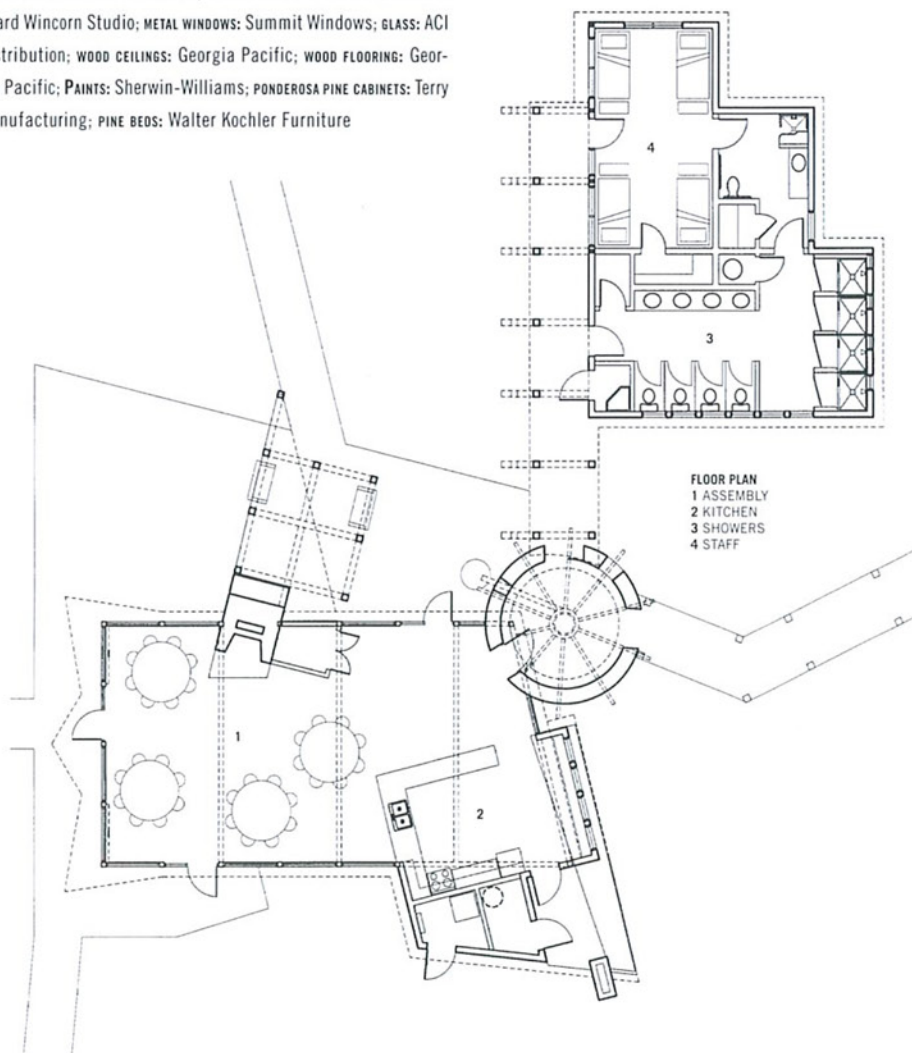 ard Wincorn Studio; METAL WINDOWS: Summit Windows; GLASS: ACI
stribution; WOOD CEILINGS: Georgia Pacific; WOOD FLOORING: Geor-
Pacific; PAINTS: Sherwin-Williams; PONDEROSA PINE CABINETS: Terry
nufacturing; PINE BEDS: Walter Kochler Furniture
4
3
FLOOR PLAN
1 ASSEMBLY
2 KITCHEN
3 SHOWERS
4 STAFF
1
2